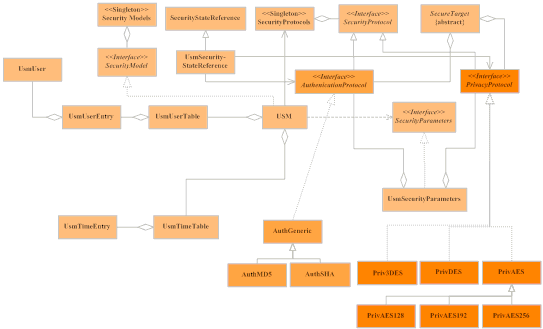 <<Singleton>>
Security Models
SecurityStateReference
<<Singleton>>
SecurityProtocols
<<Interface>>
SecurityProtocol
SecureTarget
{abstract}
UsmUser
<<Interface>>
SecurityModel
UsmSecurity-
StateReference
<<Interface>>
AuthenticationProtocol
<<Interface>>
PrivacyProtocol
UsmUserEntry
UsmUserTable
USM
<<Interface>>
SecurityParameters
UsmSecurityParameters
UsmTimeEntry
UsmTimeTable
AuthGeneric
AuthMD5
AuthSHA
Priv3DES
PrivDES
PrivAES
PrivAES128
PrivAES192
PrivAES256